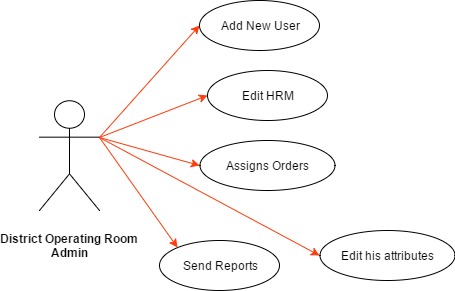 Add New User
Edit HRM
Assigns Orders
District Operating Room
Admin
Edit his attributes
Send Reports